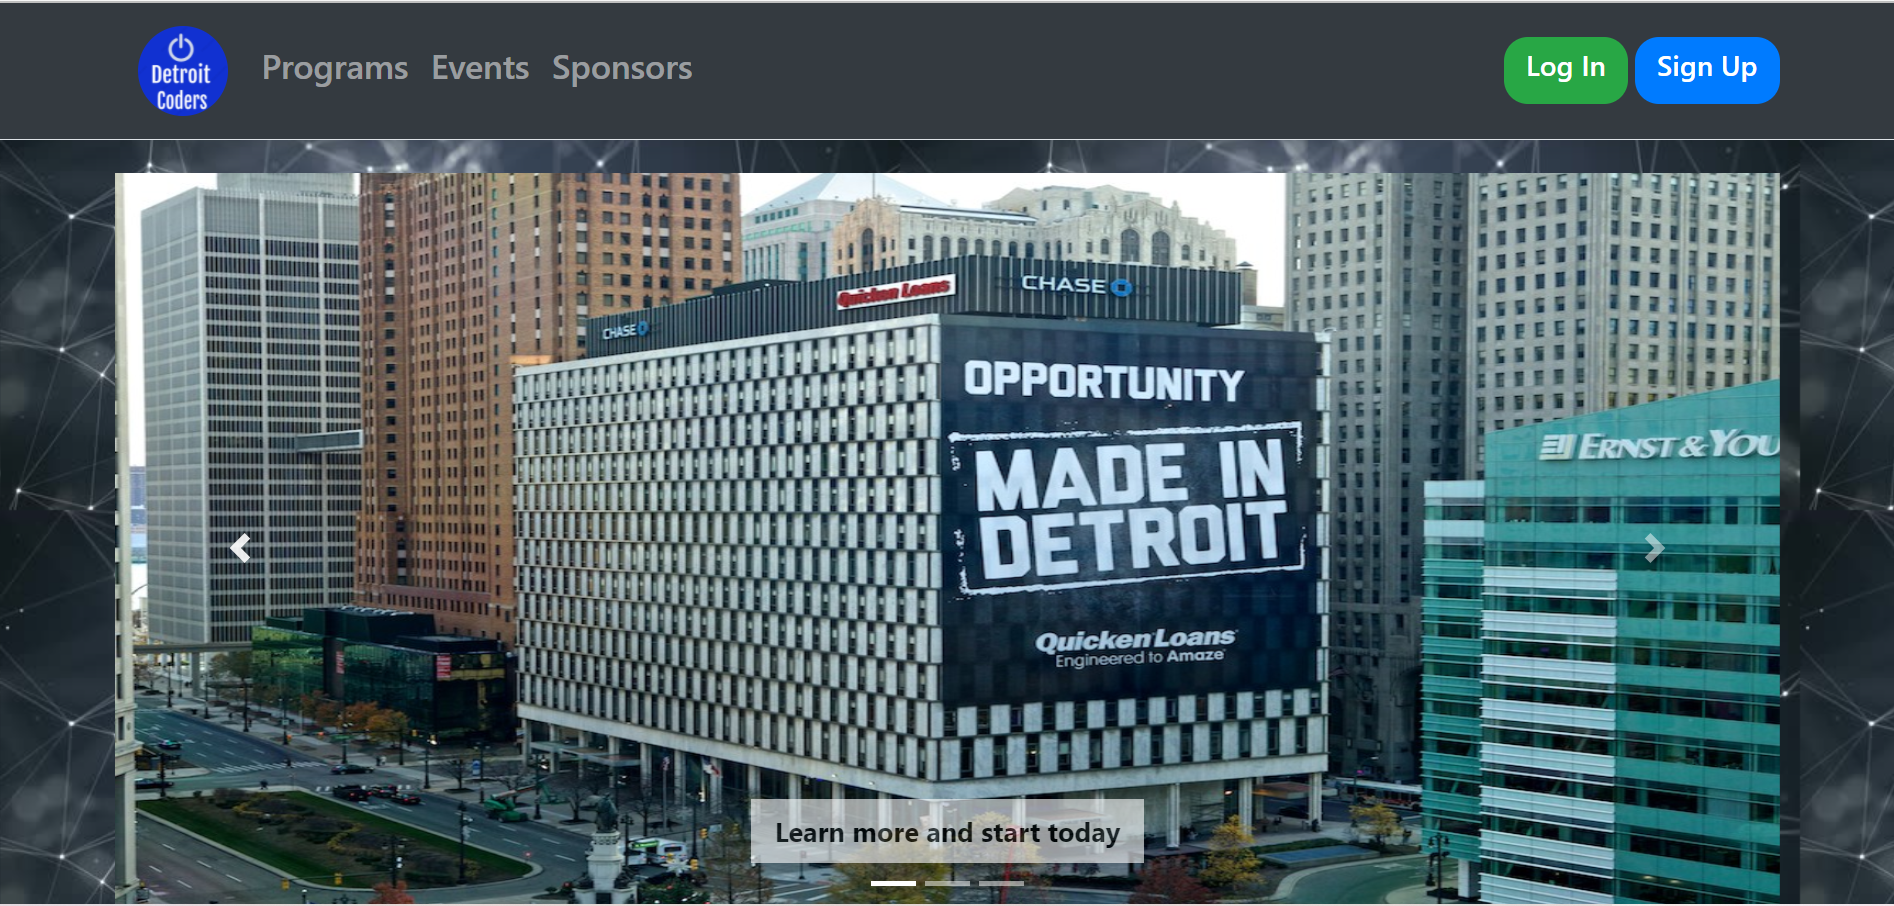 Detroit
Coders
Programs Events Sponsors
Log In Sign Up
Quicken Loans
CHASE
CHASE
OPPORTUNITY
MADE IN
DETROIT
ERNST & YOU
Quicken Loans
Engineered to Amaze
Learn more and start today